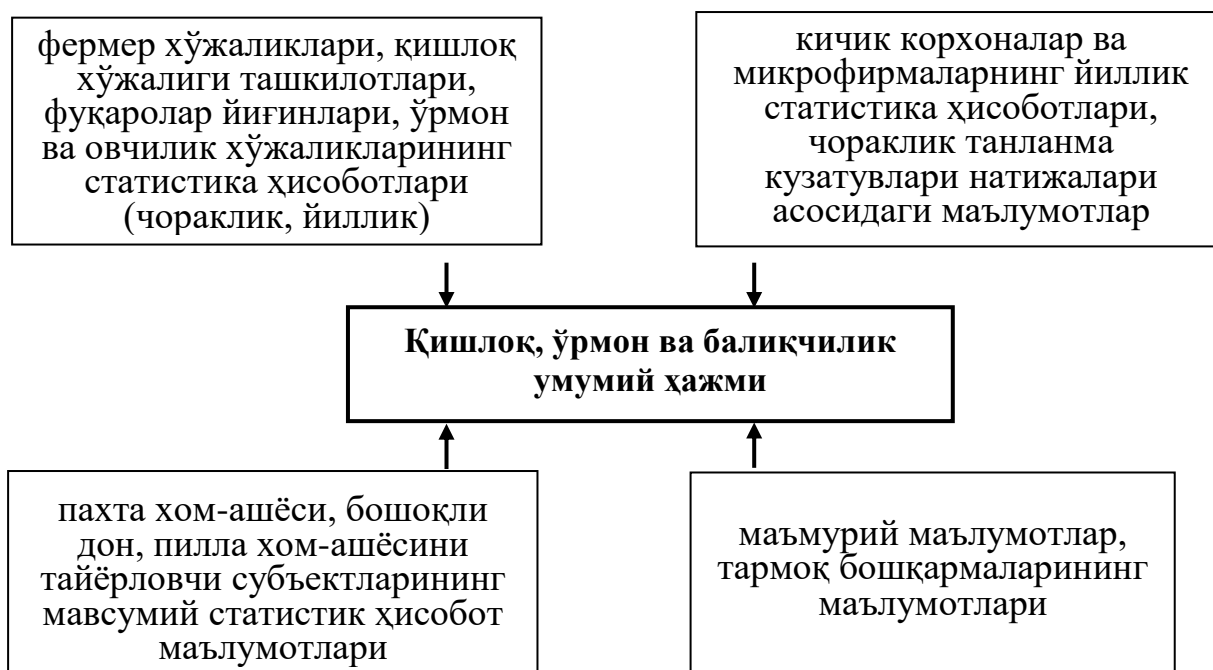 фермер хўжаликлари, қишлоқ
хўжалиги ташкилотлари,
фуқаролар йиғинлари, ўрмон
ва овчилик хўжаликларининг
статистика ҳисоботлари
(чораклик, йиллик)
кичик корхоналар ва
микрофирмаларнинг йиллик
статистика ҳисоботлари,
чораклик танланма
кузатувлари натижалари
асосидаги маълумотлар
Қишлоқ, ўрмон ва балиқчилик
умумий ҳажми
пахта хом-ашёси, бошоқли
дон, пилла хом-ашёсини
тайёрловчи субъектларининг
мавсумий статистик ҳисобот
маълумотлари
маъмурий маълумотлар,
тармоқ бошқармаларининг
маълумотлари